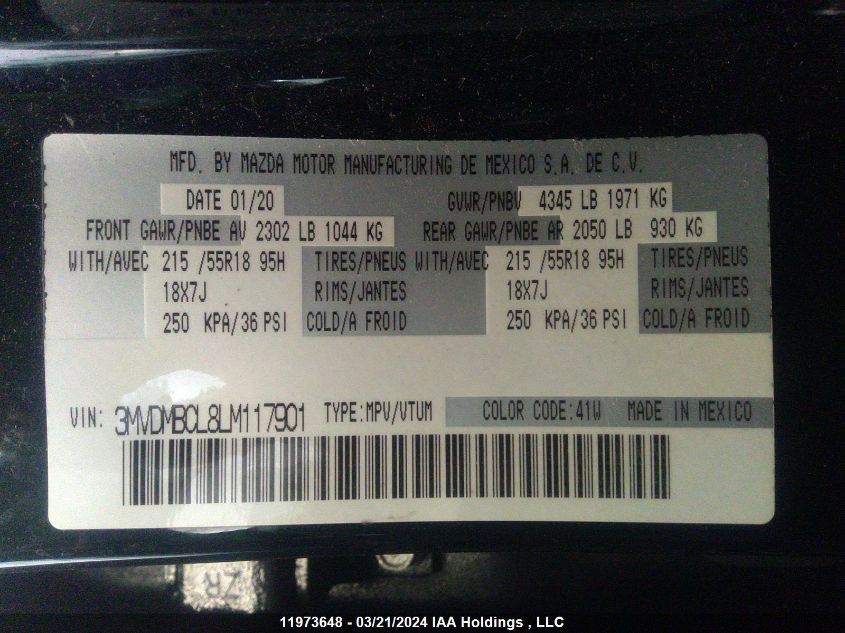 MFD. BY MAZDA MOTOR MANUFACTURING DE MEXICO S.A. DE C.V.
DATE 01/20 GVWR/PNBV 4345 LB 1971 KG
FRONT GAWR/PNBE AV 2302 LB 1044 KG REAR GAWR/PNBE AR 2050 LB 930 KG
WITH/AVEC 215 /55R18 95H TIRES/PNEUS WITH/AVEC 215 /55R18 95H TIRES/PNEUS
18X7J RIMS/JANTES 18X7J RIMS/JANTES
250 KPA/36 PSI COLD/A FROID 250 KPA/36 PSI COLD/A FROID
VIN: 3MVDMBCL8LM117901 TYPE:MPV/VTUM COLOR CODE:41W MADE IN MEXICO
ZR
11973648 - 03/21/2024 IAA Holdings , LLC